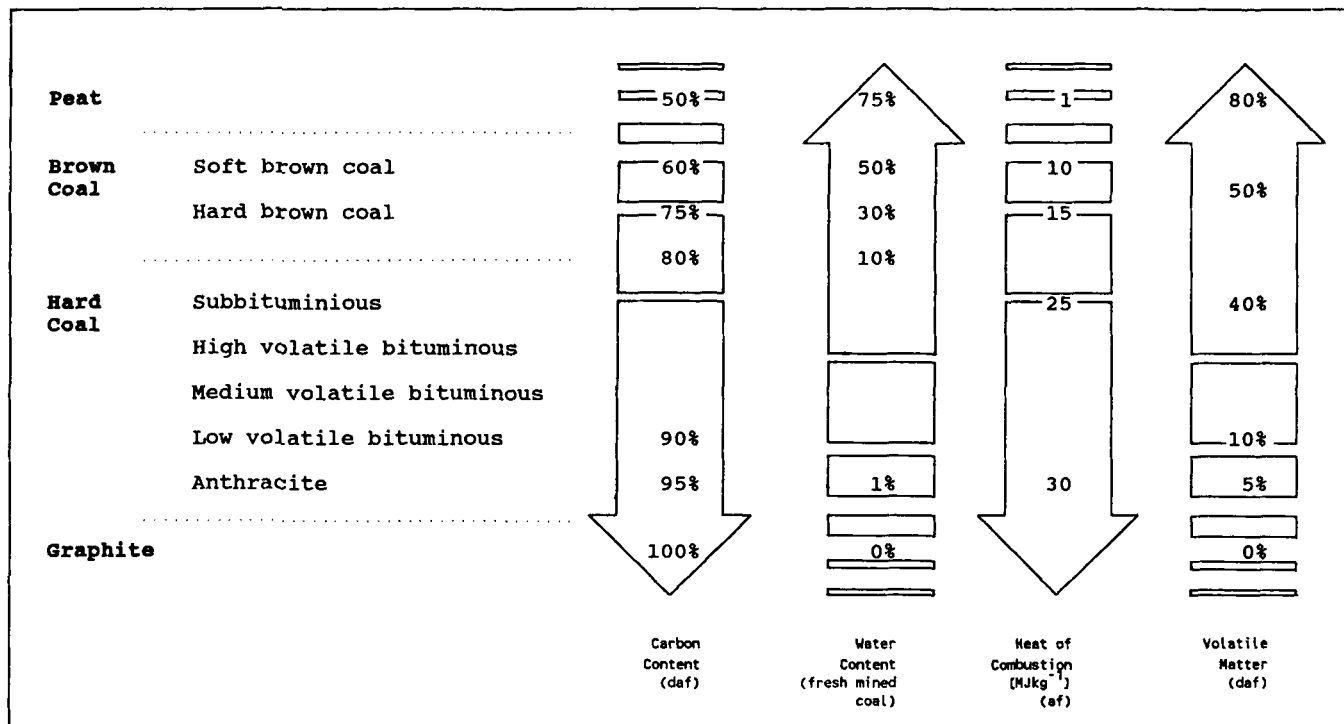 Peat 50% 75% 1 80%
Brown Soft brown coal 60% 50% 10
Coal 50%
Hard brown coal 75% 30% 15
80% 10%
Hard Subbituminious 25 40%
Coal
High volatile bituminous
Medium volatile bituminous
Low volatile bituminous 90% 10%
Anthracite 95% 1% 30 5%
Graphite 100% 0% 0%
Carbon Water Heat of Volatile
Content Content Combustion Matter
(daf) (fresh mined [MJkg⁻¹] (daf)
coal) (af)